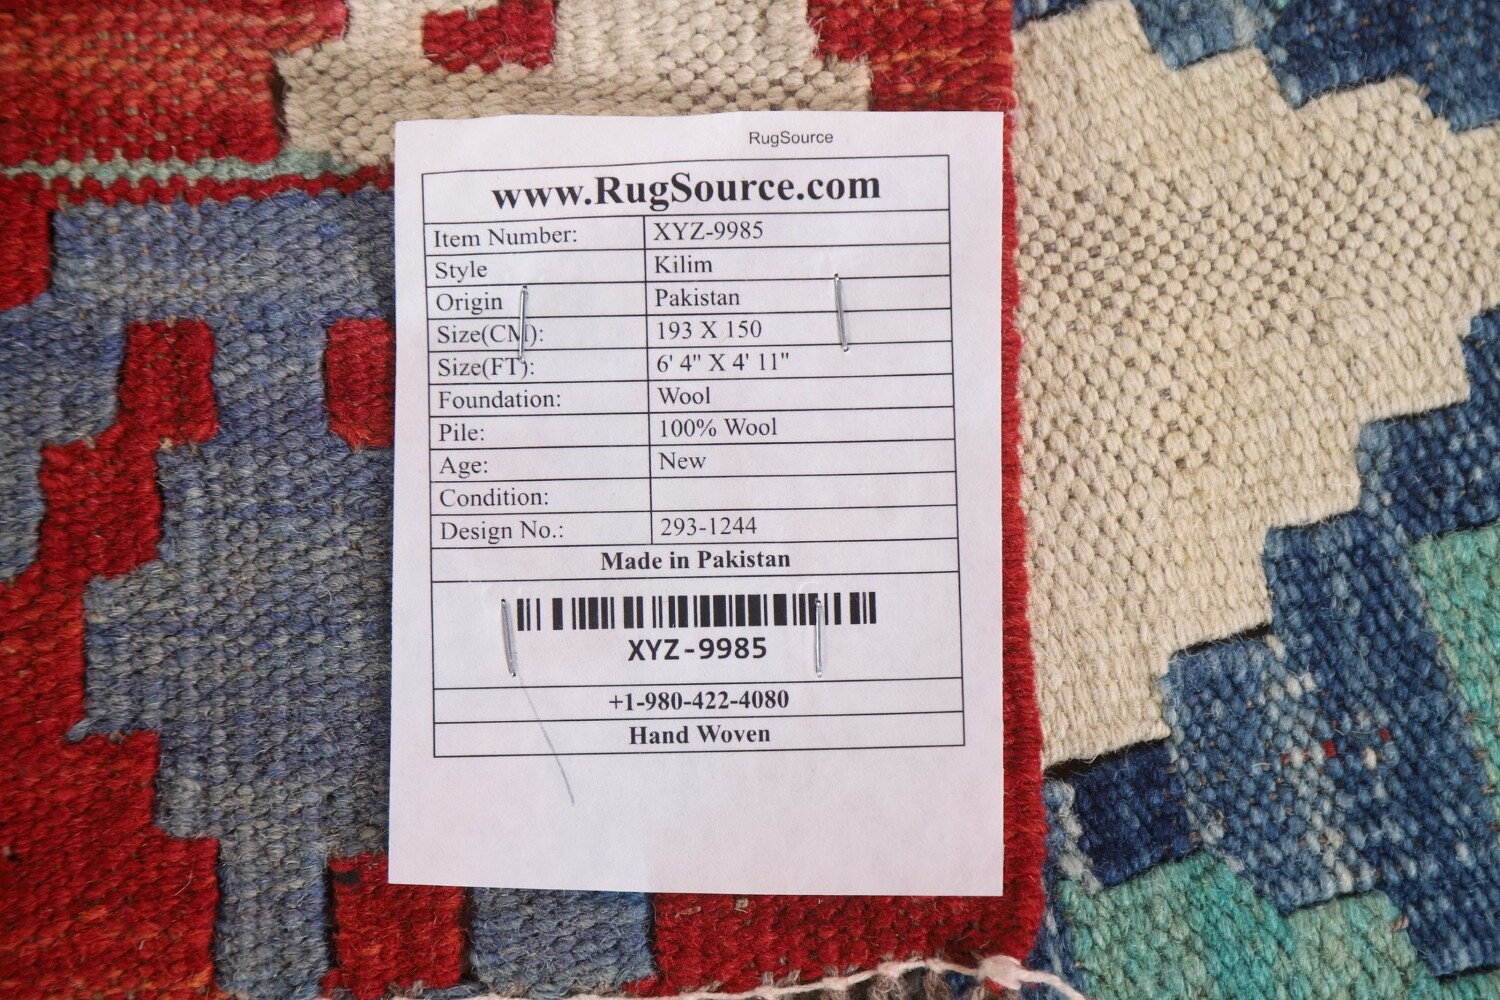 RugSource
www.RugSource.com
Item Number: XYZ-9985
Style Kilim
Origin Pakistan
Size(CM): 193 X 150
Size(FT): 6' 4" X 4' 11"
Foundation: Wool
Pile: 100% Wool
Age: New
Condition:
Design No.: 293-1244
Made in Pakistan
XYZ-9985
+1-980-422-4080
Hand Woven